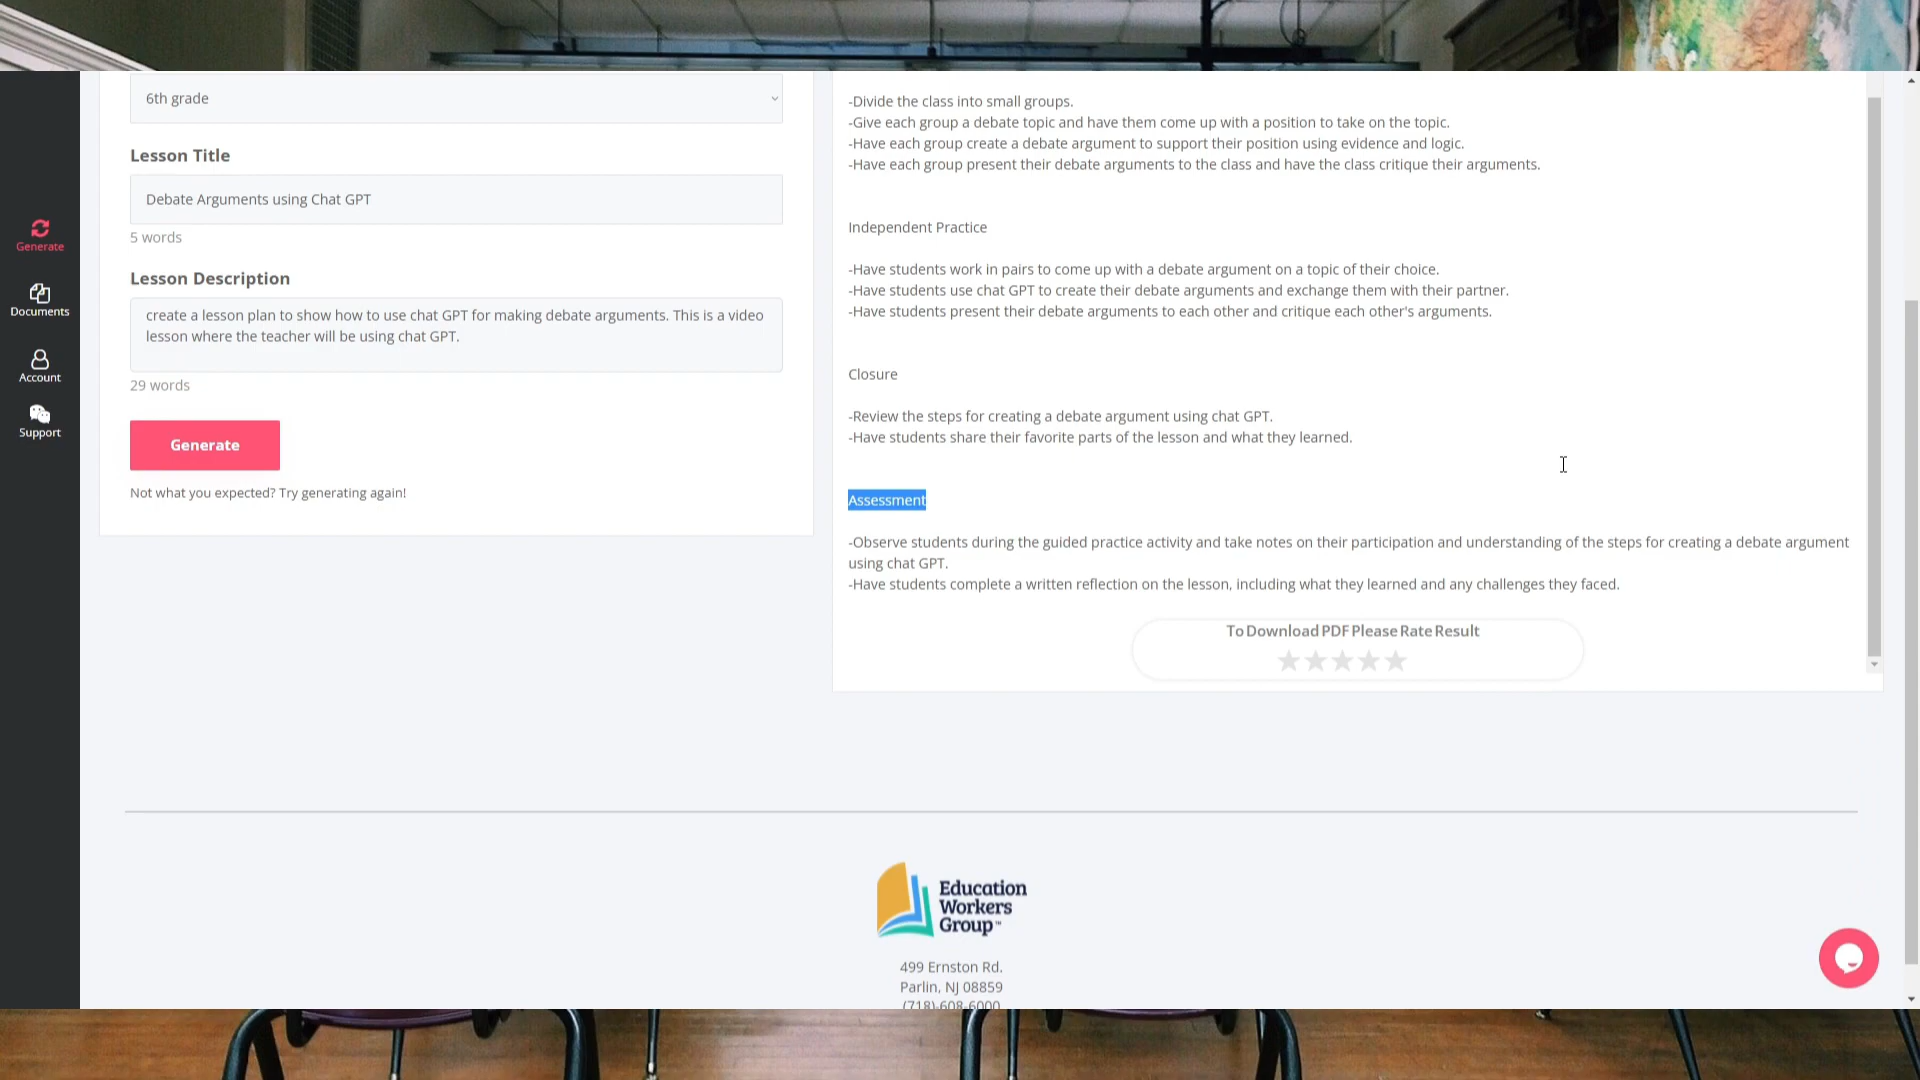 6th grade
Lesson Title
Debate Arguments using Chat GPT
5 words
Lesson Description
create a lesson plan to show how to use chat GPT for making debate arguments. This is a video
lesson where the teacher will be using chat GPT.
29 words
Generate
Not what you expected? Try generating again!
Generate
Documents
Account
Support
-Divide the class into small groups.
-Give each group a debate topic and have them come up with a position to take on the topic.
-Have each group create a debate argument to support their position using evidence and logic.
-Have each group present their debate arguments to the class and have the class critique their arguments.
Independent Practice
-Have students work in pairs to come up with a debate argument on a topic of their choice.
-Have students use chat GPT to create their debate arguments and exchange them with their partner.
-Have students present their debate arguments to each other and critique each other's arguments.
Closure
-Review the steps for creating a debate argument using chat GPT.
-Have students share their favorite parts of the lesson and what they learned.
Assessment
-Observe students during the guided practice activity and take notes on their participation and understanding of the steps for creating a debate argument
using chat GPT.
-Have students complete a written reflection on the lesson, including what they learned and any challenges they faced.
To Download PDF Please Rate Result
Education
Workers
Group™
499 Ernston Rd.
Parlin, NJ 08859
(718)-608-6000